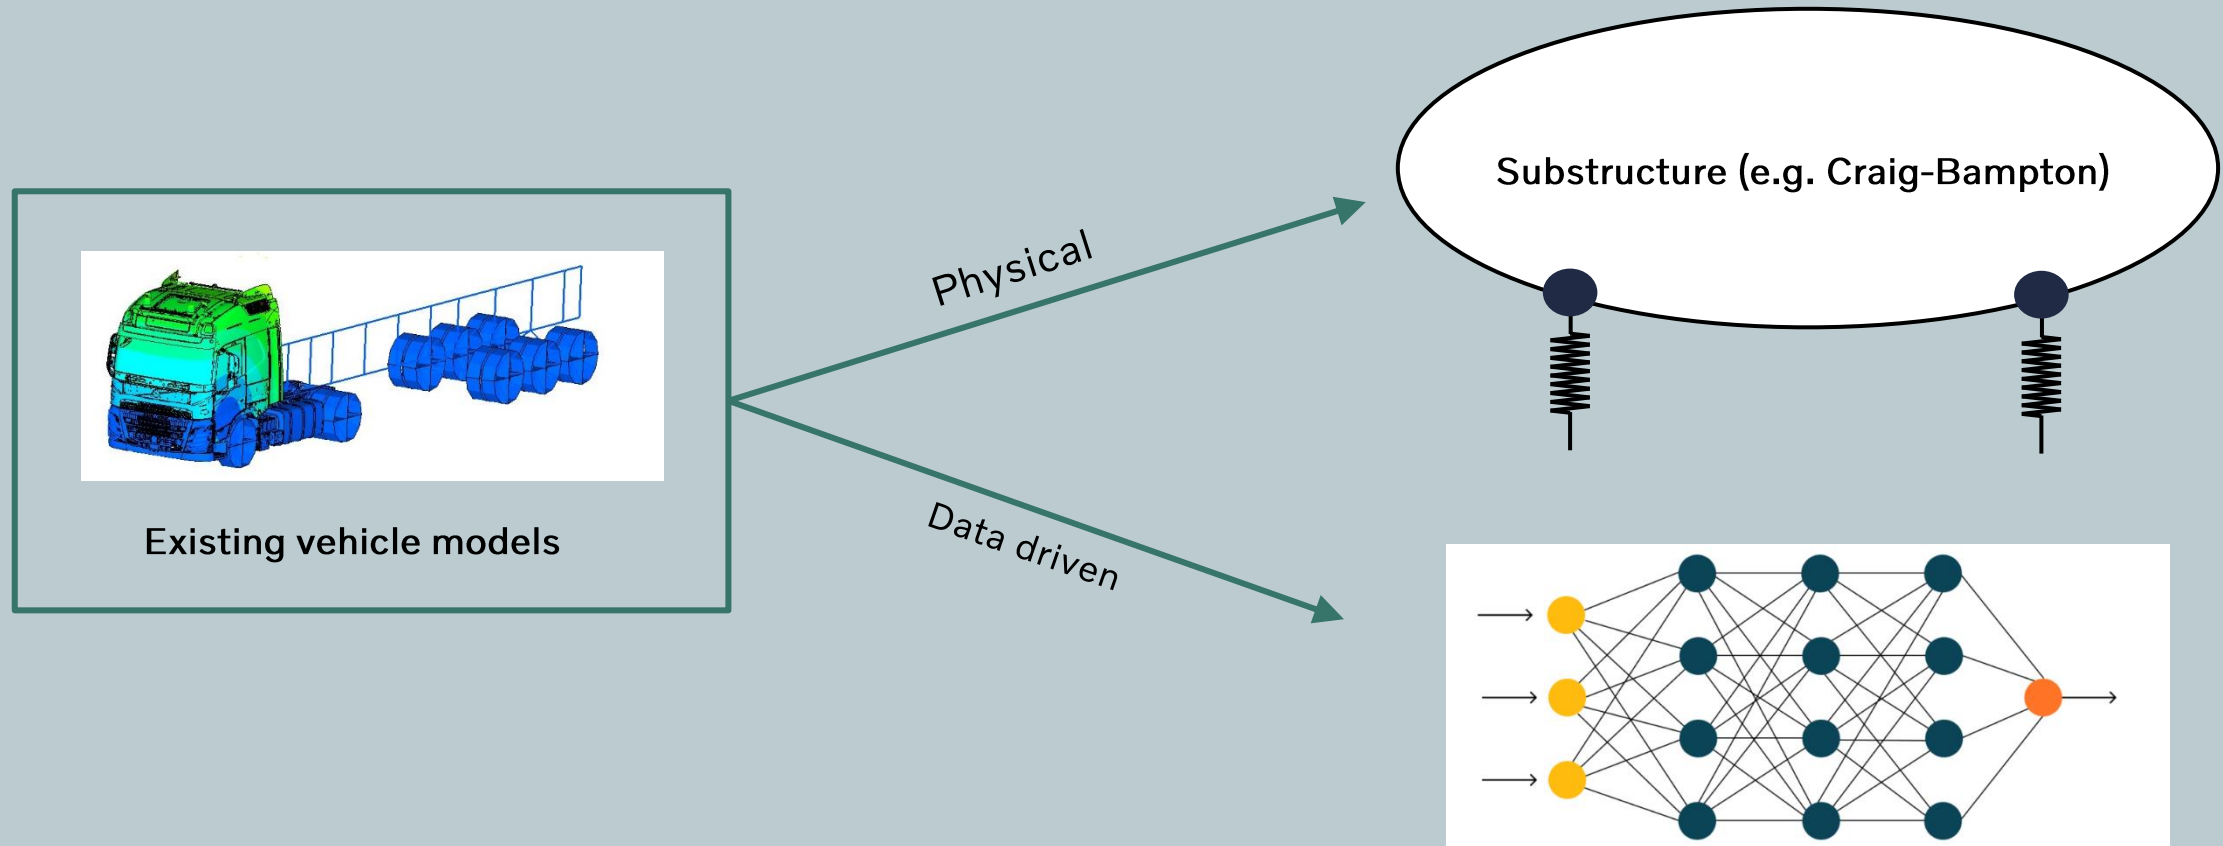 Substructure (e.g. Craig-Bampton)
Physical
Existing vehicle models
Data driven